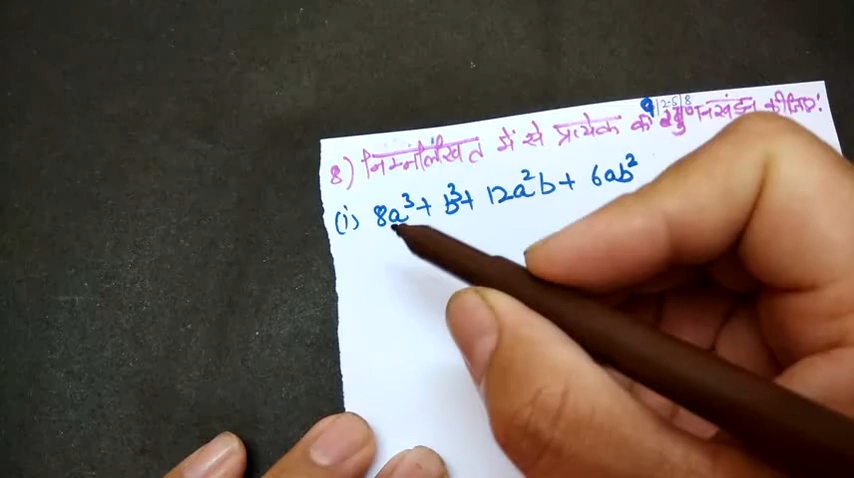 8) निम्नलिखित में से प्रत्येक का गुणनखंडन कीजिए:
(i) 8a³ + b³ + 12a²b + 6ab²